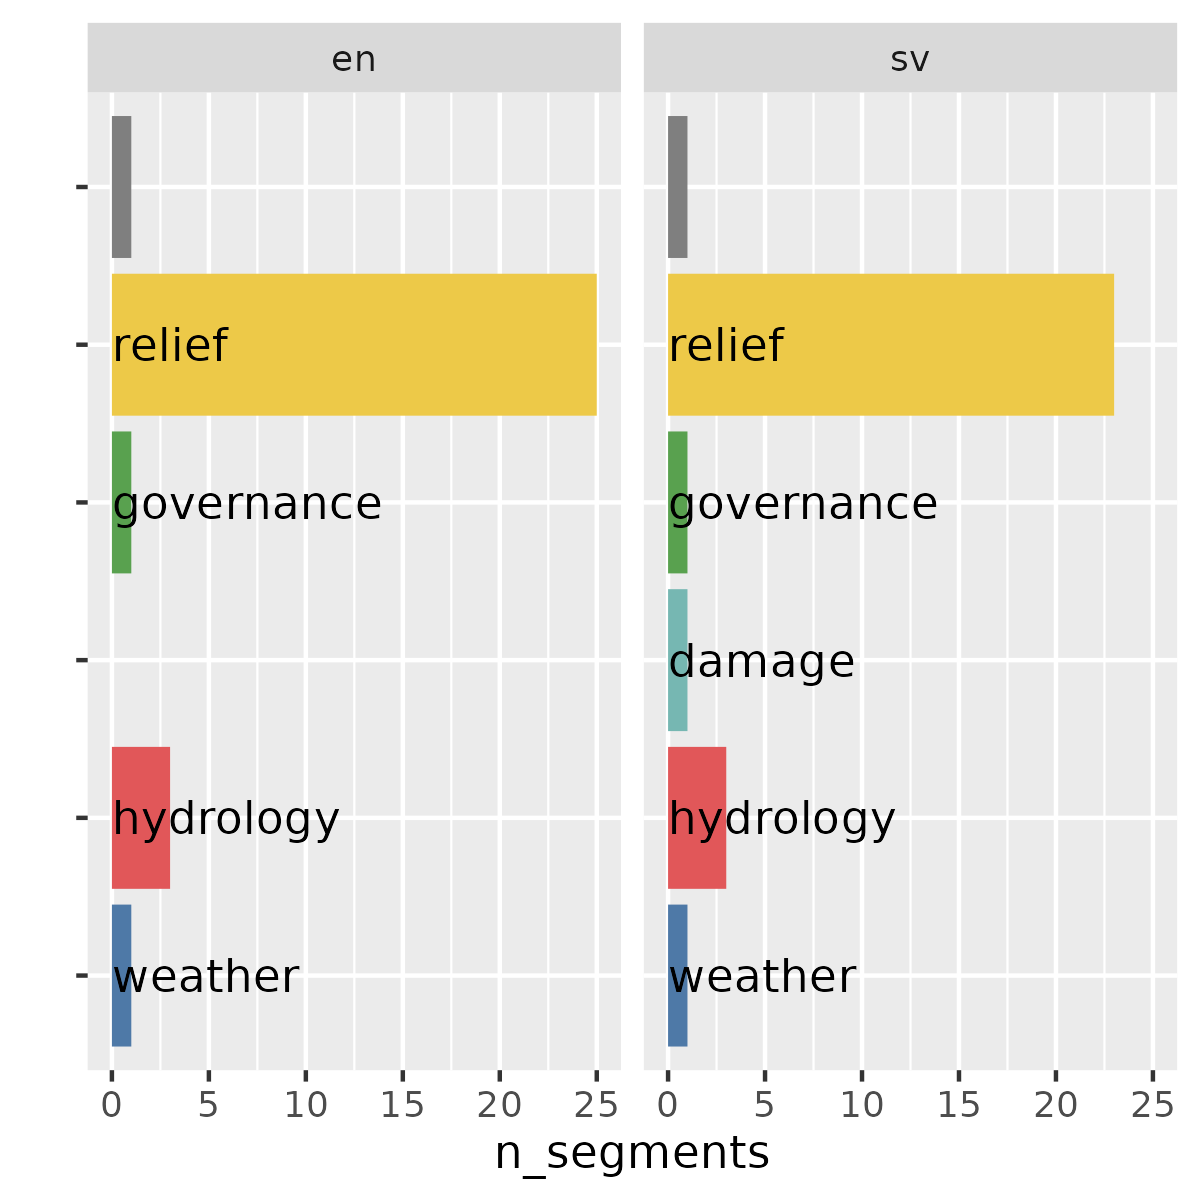 en
relief
governance
hydrology
weather
0 5 10 15 20 25
sv
relief
governance
damage
hydrology
weather
0 5 10 15 20 25
n_segments